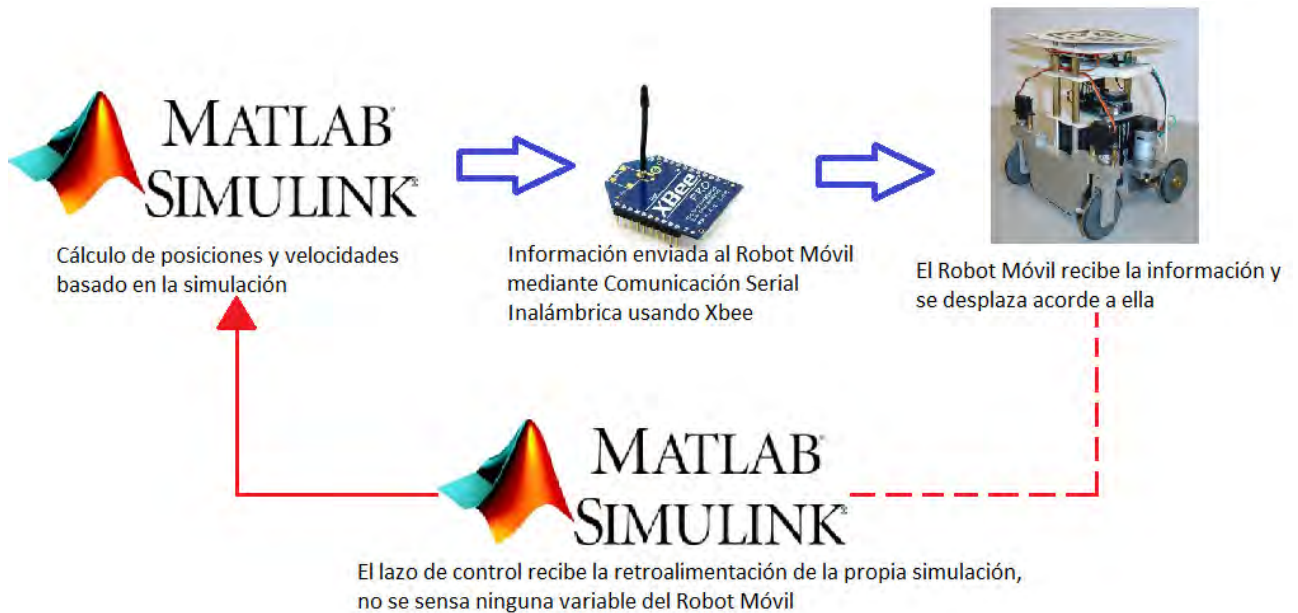 MATLAB®
SIMULINK®
Cálculo de posiciones y velocidades
basado en la simulación
XBee
PRO
Información enviada al Robot Móvil
mediante Comunicación Serial
Inalámbrica usando Xbee
El Robot Móvil recibe la información y
se desplaza acorde a ella
MATLAB®
SIMULINK®
El lazo de control recibe la retroalimentación de la propia simulación,
no se sensa ninguna variable del Robot Móvil